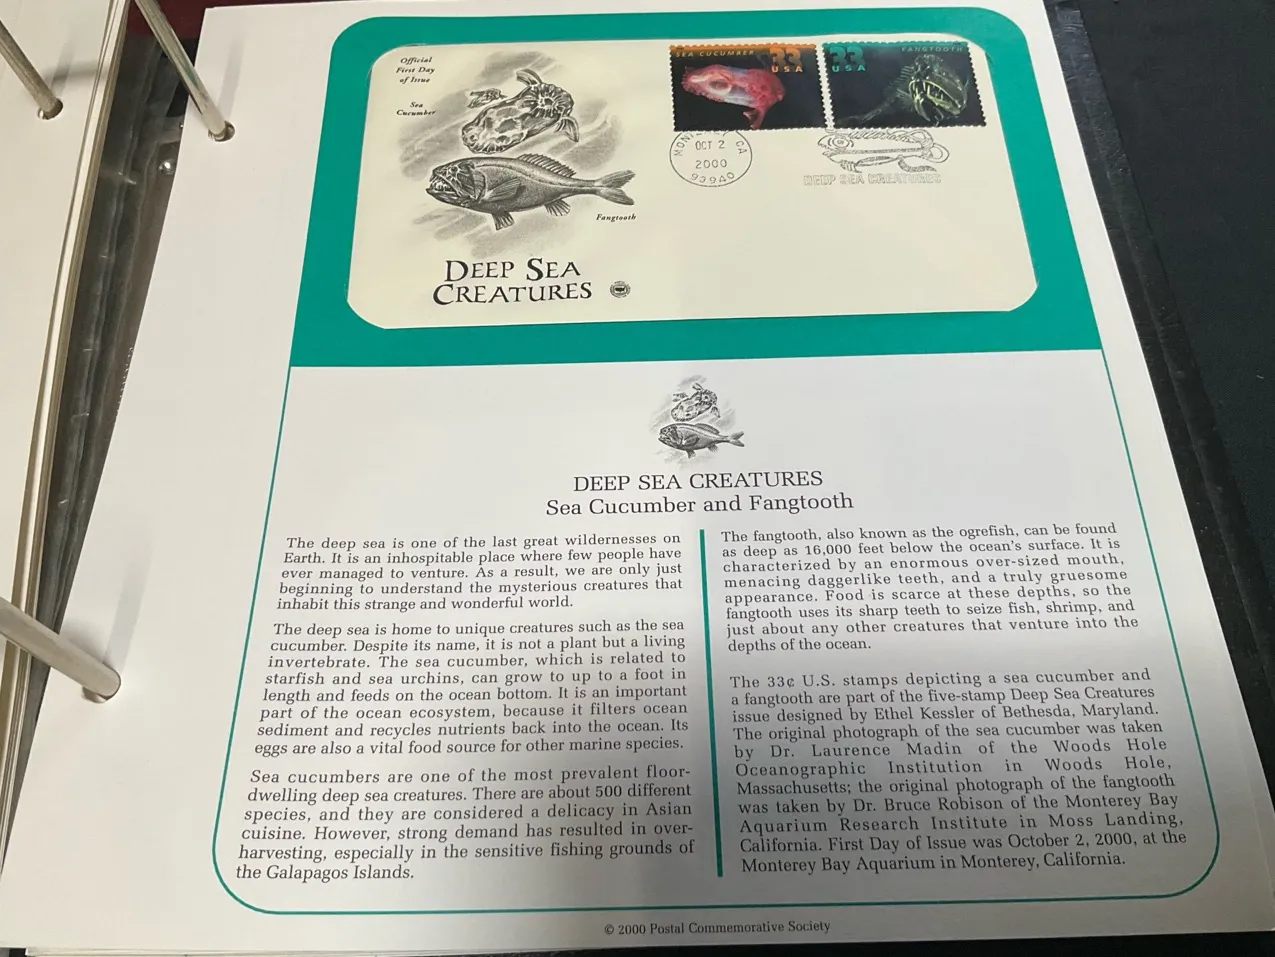 Official
First Day
of Issue
Sea
Cucumber
Fangtooth
DEEP SEA
CREATURES
SEA CUCUMBER 33
USA
33 FANGTOOTH
USA
CA
OCT 2
2000
93940
DEEP SEA CREATURES
DEEP SEA CREATURES
Sea Cucumber and Fangtooth
The deep sea is one of the last great wildernesses on
Earth. It is an inhospitable place where few people have
ever managed to venture. As a result, we are only just
beginning to understand the mysterious creatures that
inhabit this strange and wonderful world.
The deep sea is home to unique creatures such as the sea
cucumber. Despite its name, it is not a plant but a living
invertebrate. The sea cucumber, which is related to
starfish and sea urchins, can grow to up to a foot in
length and feeds on the ocean bottom. It is an important
part of the ocean ecosystem, because it filters ocean
sediment and recycles nutrients back into the ocean. Its
eggs are also a vital food source for other marine species.
Sea cucumbers are one of the most prevalent floor-
dwelling deep sea creatures. There are about 500 different
species, and they are considered a delicacy in Asian
cuisine. However, strong demand has resulted in over-
harvesting, especially in the sensitive fishing grounds of
the Galapagos Islands.
The fangtooth, also known as the ogrefish, can be found
as deep as 16,000 feet below the ocean's surface. It is
characterized by an enormous over-sized mouth,
menacing daggerlike teeth, and a truly gruesome
appearance. Food is scarce at these depths, so the
fangtooth uses its sharp teeth to seize fish, shrimp, and
just about any other creatures that venture into the
depths of the ocean.
The 33¢ U.S. stamps depicting a sea cucumber and
a fangtooth are part of the five-stamp Deep Sea Creatures
issue designed by Ethel Kessler of Bethesda, Maryland.
The original photograph of the sea cucumber was taken
by Dr. Laurence Madin of the Woods Hole
Oceanographic Institution in Woods Hole,
Massachusetts; the original photograph of the fangtooth
was taken by Dr. Bruce Robison of the Monterey Bay
Aquarium Research Institute in Moss Landing,
California. First Day of Issue was October 2, 2000, at the
Monterey Bay Aquarium in Monterey, California.
© 2000 Postal Commemorative Society